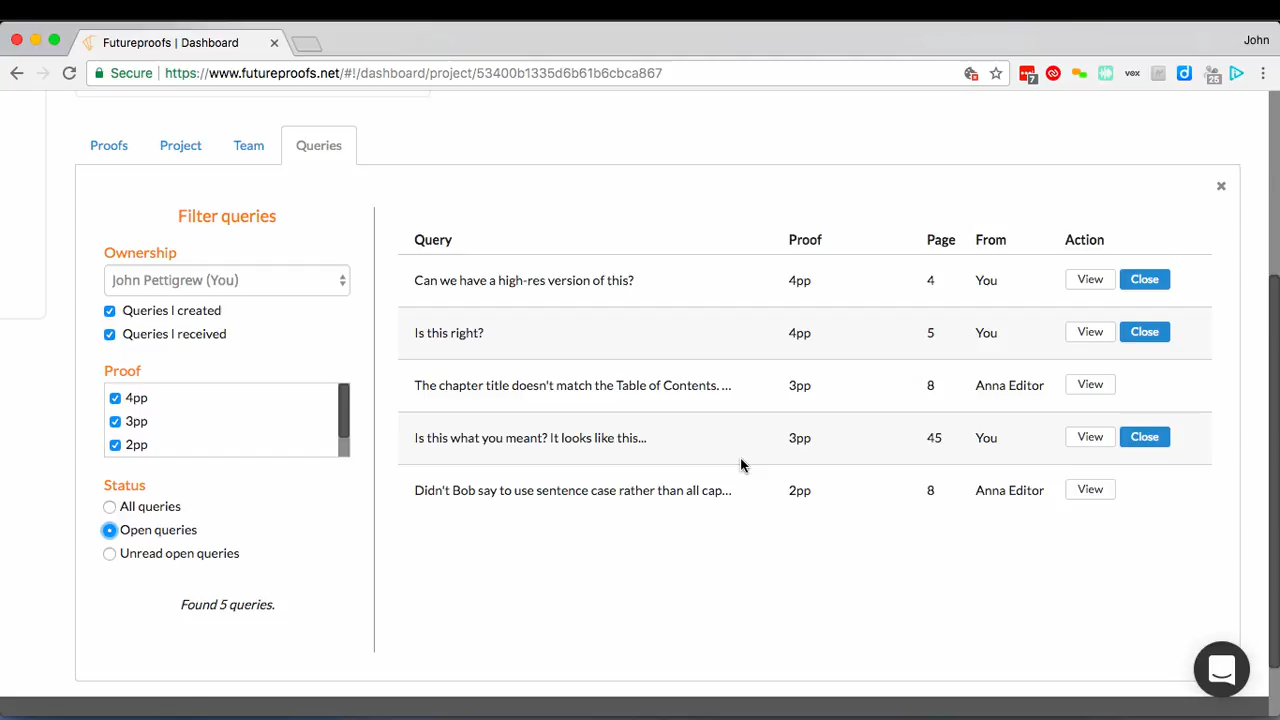 Futureproofs | Dashboard
John
Secure
https://www.futureproofs.net/#!/dashboard/project/53400b1335d6b61b6cbca867
7
vox
25
Proofs
Project
Team
Queries
Filter queries
Ownership
John Pettigrew (You)
Queries I created
Queries I received
Proof
4pp
3pp
2pp
Status
All queries
Open queries
Unread open queries
Found 5 queries.
Query Proof Page From Action
Can we have a high-res version of this? 4pp 4 You View Close
Is this right? 4pp 5 You View Close
The chapter title doesn't match the Table of Contents. ... 3pp 8 Anna Editor View
Is this what you meant? It looks like this... 3pp 45 You View Close
Didn't Bob say to use sentence case rather than all cap... 2pp 8 Anna Editor View